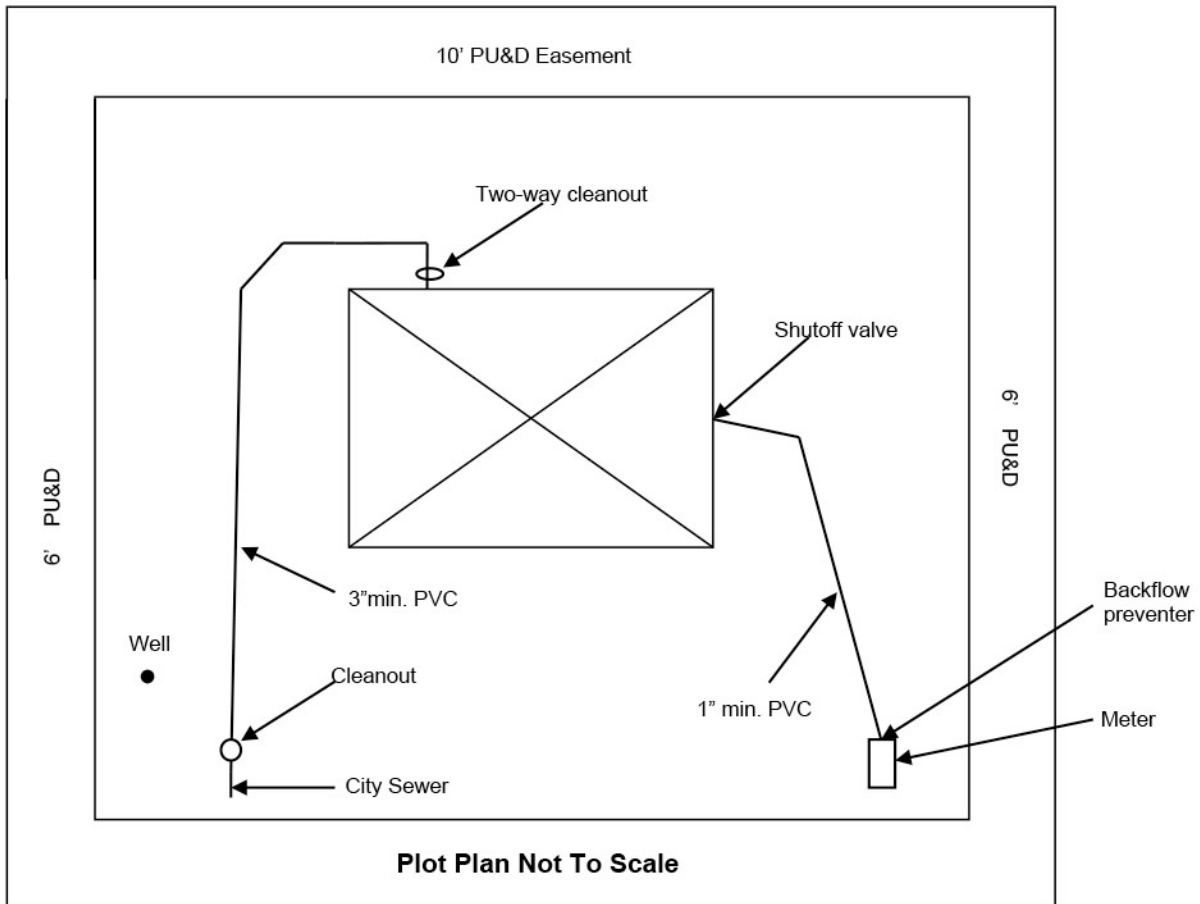 10’ PU&D Easement
Two-way cleanout
Shutoff valve
6’ PU&D
6’ PU&D
3”min. PVC
Backflow
preventer
Well
Cleanout
1” min. PVC
Meter
City Sewer
Plot Plan Not To Scale